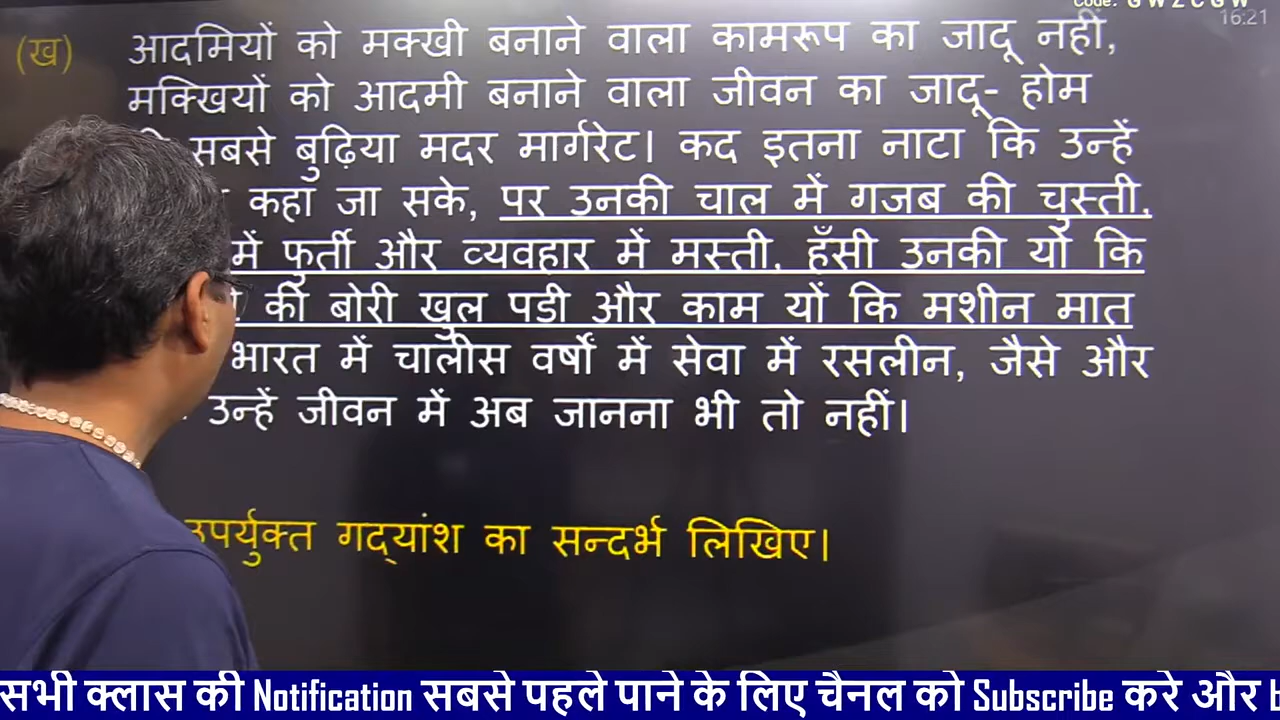 Code: G W Z C G W
16:21
(ख) आदमियों को मक्खी बनाने वाला कामरूप का जादू नहीं,
मक्खियों को आदमी बनाने वाला जीवन का जादू- होम
सबसे बुढ़िया मदर मार्गरेट। कद इतना नाटा कि उन्हें
कहा जा सके, पर उनकी चाल में गजब की चुस्ती,
में फुर्ती और व्यवहार में मस्ती, हँसी उनकी यों कि
की बोरी खुल पडी और काम यों कि मशीन मात
भारत में चालीस वर्षों में सेवा में रसलीन, जैसे और
उन्हें जीवन में अब जानना भी तो नहीं।
उपर्युक्त गद्यांश का सन्दर्भ लिखिए।
सभी क्लास की Notification सबसे पहले पाने के लिए चैनल को Subscribe करे और